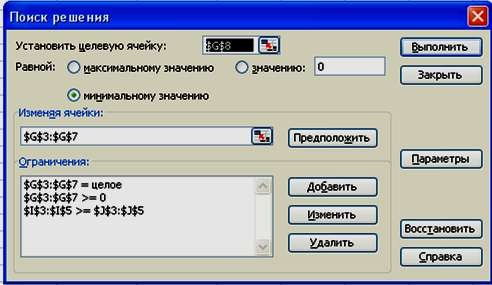 Поиск решения
Установить целевую ячейку: $G$8 Выполнить
Равной: максимальному значению значению: 0 Закрыть
минимальному значению
Изменяя ячейки:
$G$3:$G$7 Предположить
Ограничения: Параметры
$G$3:$G$7 = целое Добавить
$G$3:$G$7 >= 0
$I$3:$I$5 >= $J$3:$J$5 Изменить
Восстановить
Удалить
Справка